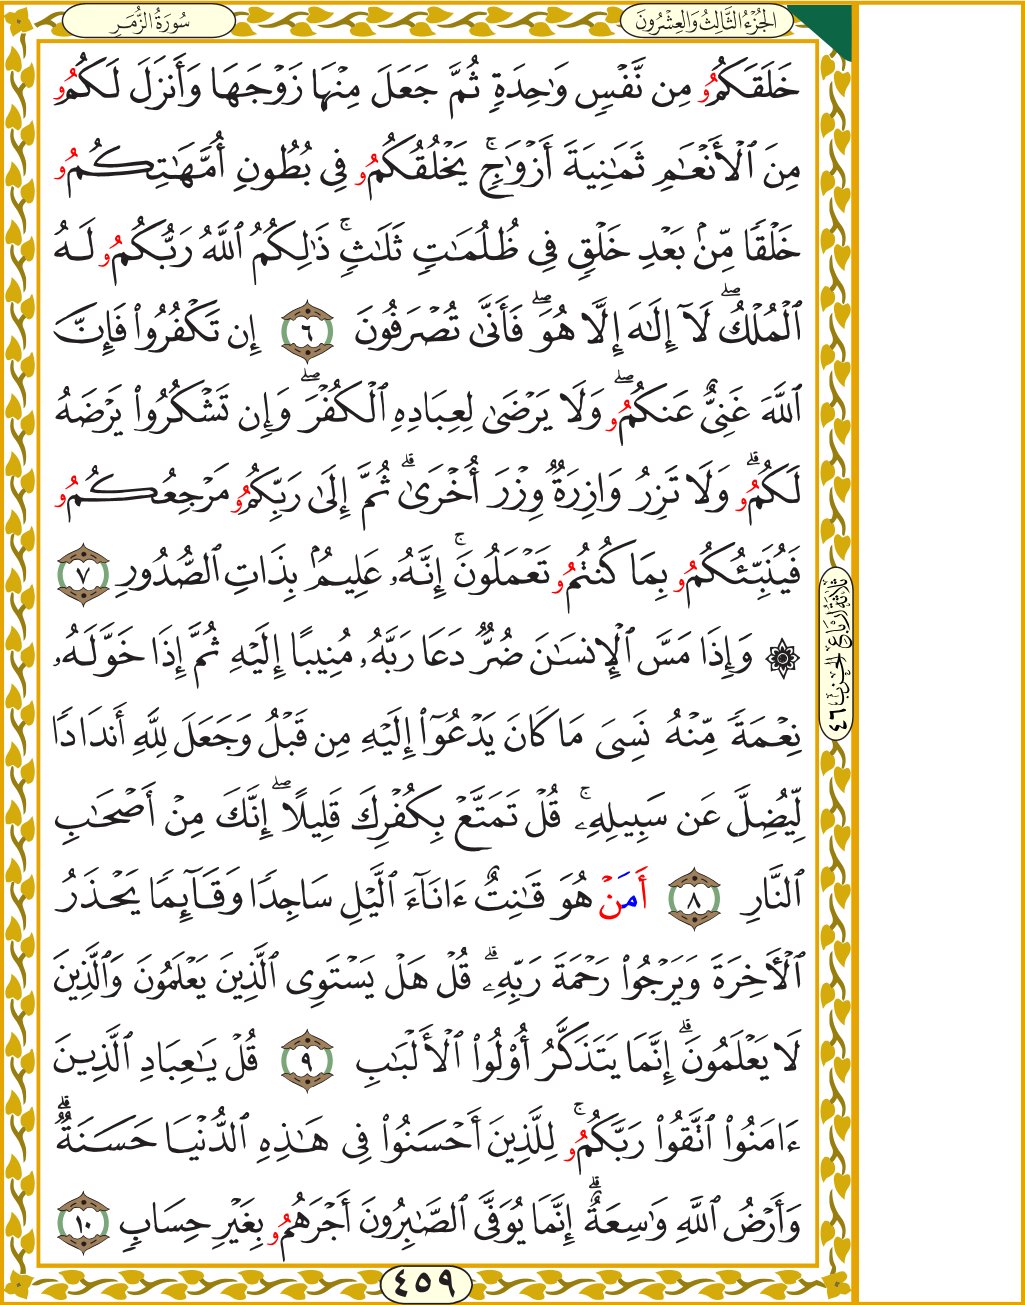 الجُزْءُ الثَّالِثُ وَالعِشْرُونَ
سُورَةُ الزُّمَرِ
خَلَقَكُمُۥ مِن نَّفْسٖ وَٰحِدَةٖ ثُمَّ جَعَلَ مِنْهَا زَوْجَهَا وَأَنزَلَ لَكُمُۥ
مِنَ ٱلْأَنْعَٰمِ ثَمَٰنِيَةَ أَزْوَٰجٖۚ يَخْلُقُكُمُۥ فِي بُطُونِ أُمَّهَٰتِكُمُۥ
خَلْقٗا مِّنۢ بَعْدِ خَلْقٖ فِي ظُلُمَٰتٖ ثَلَٰثٖۚ ذَٰلِكُمُ ٱللَّهُ رَبُّكُمُۥ لَهُ
ٱلْمُلْكُۖ لَآ إِلَٰهَ إِلَّا هُوَۖ فَأَنَّىٰ تُصْرَفُونَ ٦ إِن تَكْفُرُوا۟ فَإِنَّ
ٱللَّهَ غَنِيٌّ عَنكُمُۥۖ وَلَا يَرْضَىٰ لِعِبَادِهِ ٱلْكُفْرَۖ وَإِن تَشْكُرُوا۟ يَرْضَهُ
لَكُمُۥۗ وَلَا تَزِرُ وَازِرَةٞ وِزْرَ أُخْرَىٰۗ ثُمَّ إِلَىٰ رَبِّكُمُۥ مَرْجِعُكُمُۥ
فَيُنَبِّئُكُمُۥ بِمَا كُنتُمُۥ تَعْمَلُونَۚ إِنَّهُۥ عَلِيمُۢ بِذَاتِ ٱلصُّدُورِ ٧
۞ وَإِذَا مَسَّ ٱلْإِنسَٰنَ ضُرّٞ دَعَا رَبَّهُۥ مُنِيبًا إِلَيْهِ ثُمَّ إِذَا خَوَّلَهُۥ
نِعْمَةٗ مِّنْهُ نَسِيَ مَا كَانَ يَدْعُوٓا۟ إِلَيْهِ مِن قَبْلُ وَجَعَلَ لِلَّهِ أَندَادٗا
لِّيُضِلَّ عَن سَبِيلِهِۦۚ قُلْ تَمَتَّعْ بِكُفْرِكَ قَلِيلًاۖ إِنَّكَ مِنْ أَصْحَٰبِ
ٱلنَّارِ ٨ أَمَنْ هُوَ قَٰنِتٌ ءَانَآءَ ٱلَّيْلِ سَاجِدٗا وَقَآئِمٗا يَحْذَرُ
ٱلْأٓخِرَةَ وَيَرْجُوا۟ رَحْمَةَ رَبِّهِۦۗ قُلْ هَلْ يَسْتَوِي ٱلَّذِينَ يَعْلَمُونَ وَٱلَّذِينَ
لَا يَعْلَمُونَۗ إِنَّمَا يَتَذَكَّرُ أُو۟لُوا۟ ٱلْأَلْبَٰبِ ٩ قُلْ يَٰعِبَادِ ٱلَّذِينَ
ءَامَنُوا۟ ٱتَّقُوا۟ رَبَّكُمُۥۚ لِلَّذِينَ أَحْسَنُوا۟ فِي هَٰذِهِ ٱلدُّنْيَا حَسَنَةٞۗ
وَأَرْضُ ٱللَّهِ وَٰسِعَةٌۗ إِنَّمَا يُوَفَّى ٱلصَّٰبِرُونَ أَجْرَهُمُۥ بِغَيْرِ حِسَابٖ ١٠
ثَلَاثَةُ أَرْبَاعِ الحِزْبِ ٤٦
٤٥٩